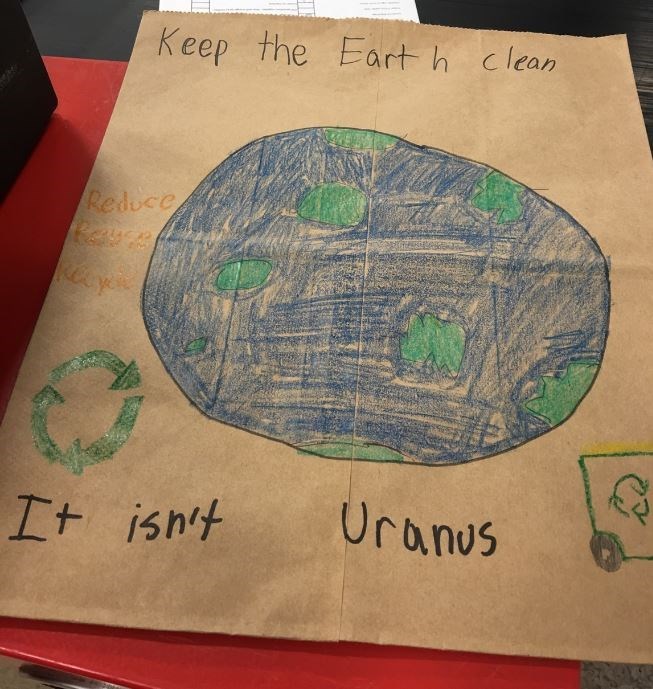 Keep the Earth clean
Reduce
Reuse
Recycle
It isn't Uranus